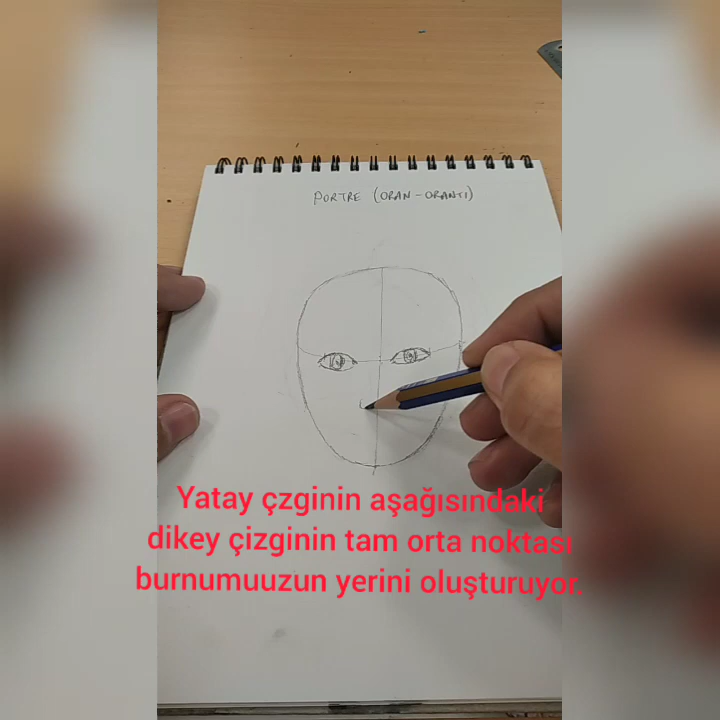 PORTRE (ORAN-ORANTI)
Yatay çzginin aşağısındaki
dikey çizginin tam orta noktası
burnumuuzun yerini oluşturuyor.